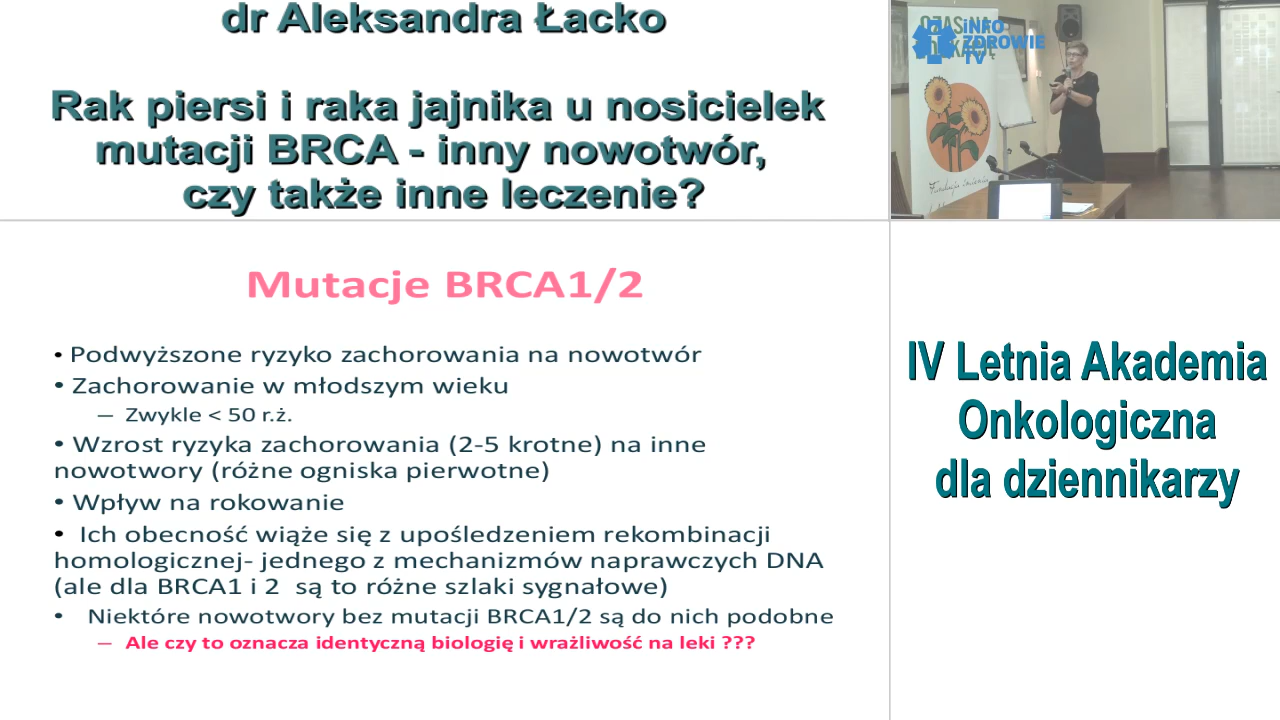 dr Aleksandra Łacko
Rak piersi i raka jajnika u nosicielek
mutacji BRCA - inny nowotwór,
czy także inne leczenie?
INFO
ZDROWIE
TV
Mutacje BRCA1/2
• Podwyższone ryzyko zachorowania na nowotwór
• Zachorowanie w młodszym wieku
– Zwykle < 50 r.ż.
• Wzrost ryzyka zachorowania (2-5 krotne) na inne
nowotwory (różne ogniska pierwotne)
• Wpływ na rokowanie
• Ich obecność wiąże się z upośledzeniem rekombinacji
homologicznej- jednego z mechanizmów naprawczych DNA
(ale dla BRCA1 i 2 są to różne szlaki sygnałowe)
• Niektóre nowotwory bez mutacji BRCA1/2 są do nich podobne
– Ale czy to oznacza identyczną biologię i wrażliwość na leki ???
IV Letnia Akademia
Onkologiczna
dla dziennikarzy